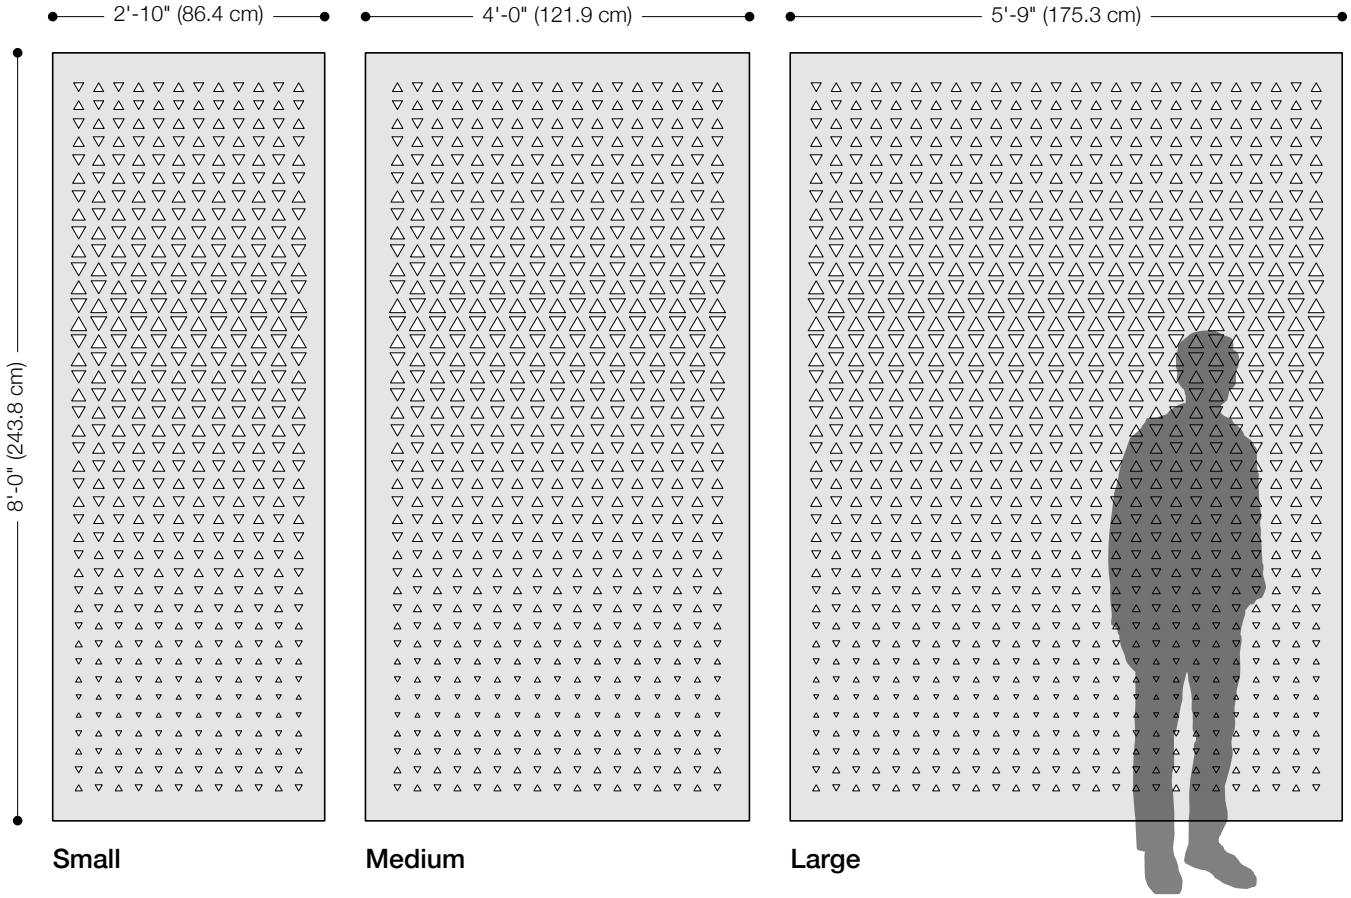 2'-10" (86.4 cm)
4'-0" (121.9 cm)
5'-9" (175.3 cm)
8'-0" (243.8 cm)
Small
Medium
Large